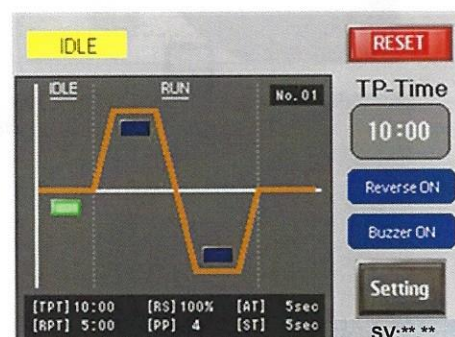 IDLE
RESET
IDLE
RUN
No.01
TP-Time
10:00
Reverse ON
Buzzer ON
Setting
[TPT] 10:00 [RS] 100% [AT] 5sec
[RPT] 5:00 [PP] 4 [ST] 5sec
SV:**.**